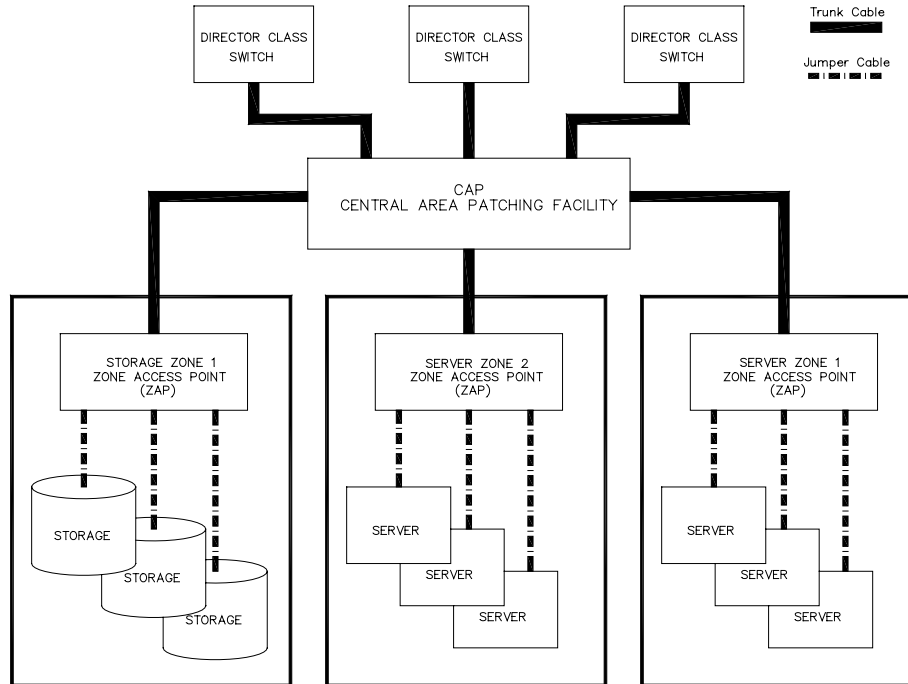 DIRECTOR CLASS
SWITCH
DIRECTOR CLASS
SWITCH
DIRECTOR CLASS
SWITCH
Trunk Cable
Jumper Cable
CAP
CENTRAL AREA PATCHING FACILITY
STORAGE ZONE 1
ZONE ACCESS POINT
(ZAP)
STORAGE
STORAGE
STORAGE
SERVER ZONE 2
ZONE ACCESS POINT
(ZAP)
SERVER
SERVER
SERVER
SERVER ZONE 1
ZONE ACCESS POINT
(ZAP)
SERVER
SERVER
SERVER